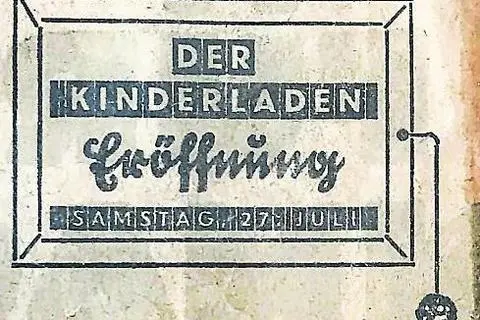 DER
KINDERLADEN
Eröffnung
SAMSTAG, 27. JULI